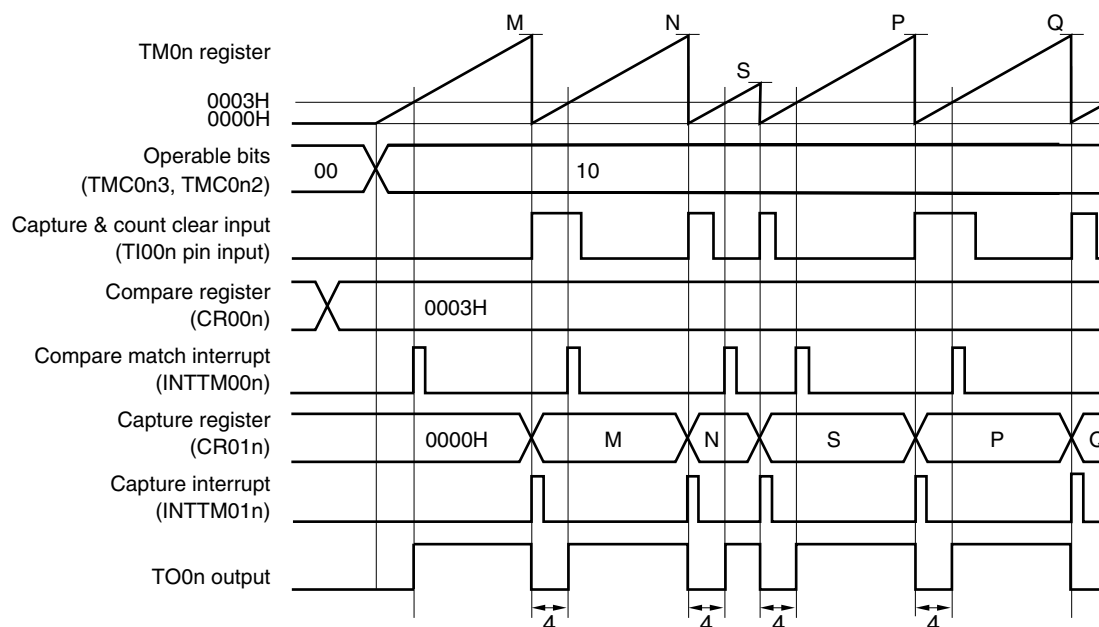 M N S P Q
TM0n register
0003H
0000H
Operable bits
(TMC0n3, TMC0n2)
00 10
Capture & count clear input
(TI00n pin input)
Compare register
(CR00n)
0003H
Compare match interrupt
(INTTM00n)
Capture register
(CR01n)
0000H M N S P Q
Capture interrupt
(INTTM01n)
TO0n output
4 4 4 4